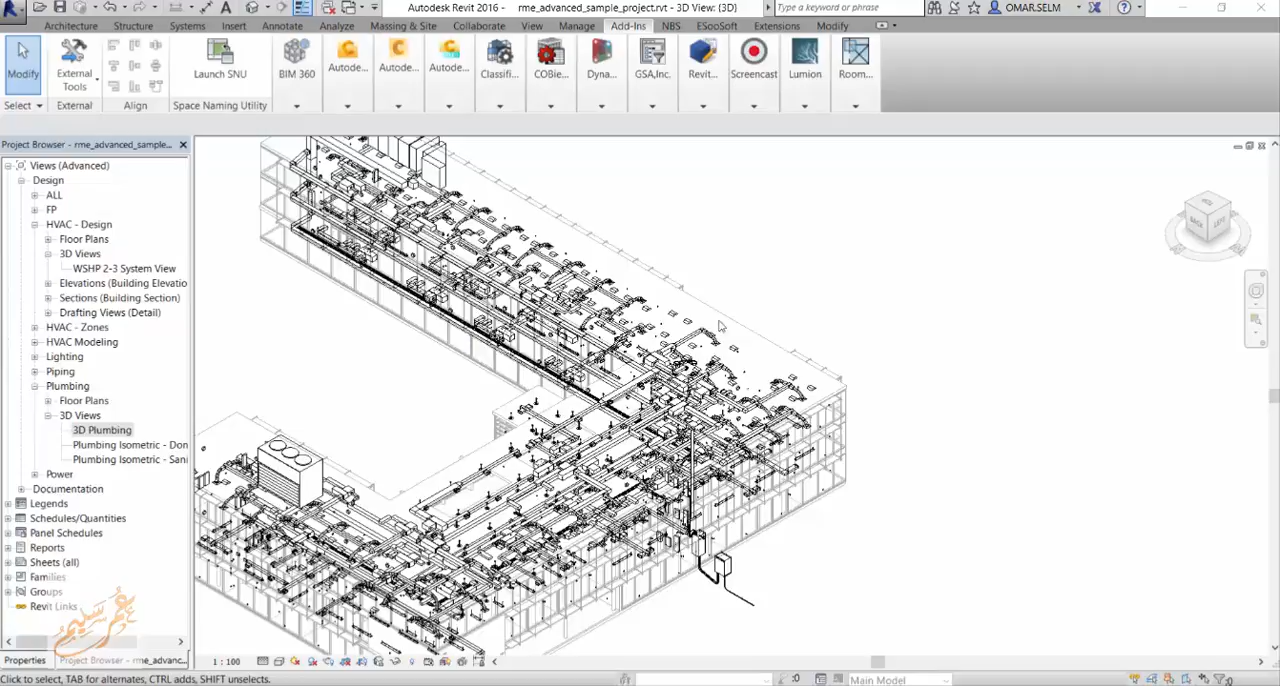 Autodesk Revit 2016 - rme_advanced_sample_project.rvt - 3D View: {3D}
Type a keyword or phrase
OMAR.SELM
Architecture Structure Systems Insert Annotate Analyze Massing & Site Collaborate View Manage Add-Ins NBS ESooSoft Extensions Modify
Modify
External Tools
Launch SNU
BIM 360
Autode...
Autode...
Autode...
Classifi...
COBie...
Dyna...
GSA,Inc.
Revit...
Screencast
Lumion
Room...
Select External Align Space Naming Utility
Project Browser - rme_advanced_sample...
Views (Advanced)
Design
ALL
FP
HVAC - Design
Floor Plans
3D Views
WSHP 2-3 System View
Elevations (Building Elevatio
Sections (Building Section)
Drafting Views (Detail)
HVAC - Zones
HVAC Modeling
Lighting
Piping
Plumbing
Floor Plans
3D Views
3D Plumbing
Plumbing Isometric - Don
Plumbing Isometric - Sani
Power
Documentation
Legends
Schedules/Quantities
Panel Schedules
Reports
Sheets (all)
Families
Groups
Revit Links
عمر سليم
Properties Project Browser - rme_advanc...
1 : 100
Click to select, TAB for alternates, CTRL adds, SHIFT unselects.
:0
Main Model
:0
BACK
LEFT